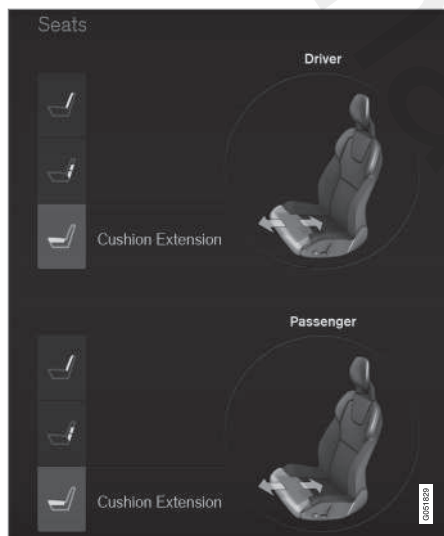 Seats
Driver
Cushion Extension
Passenger
Cushion Extension
G051829